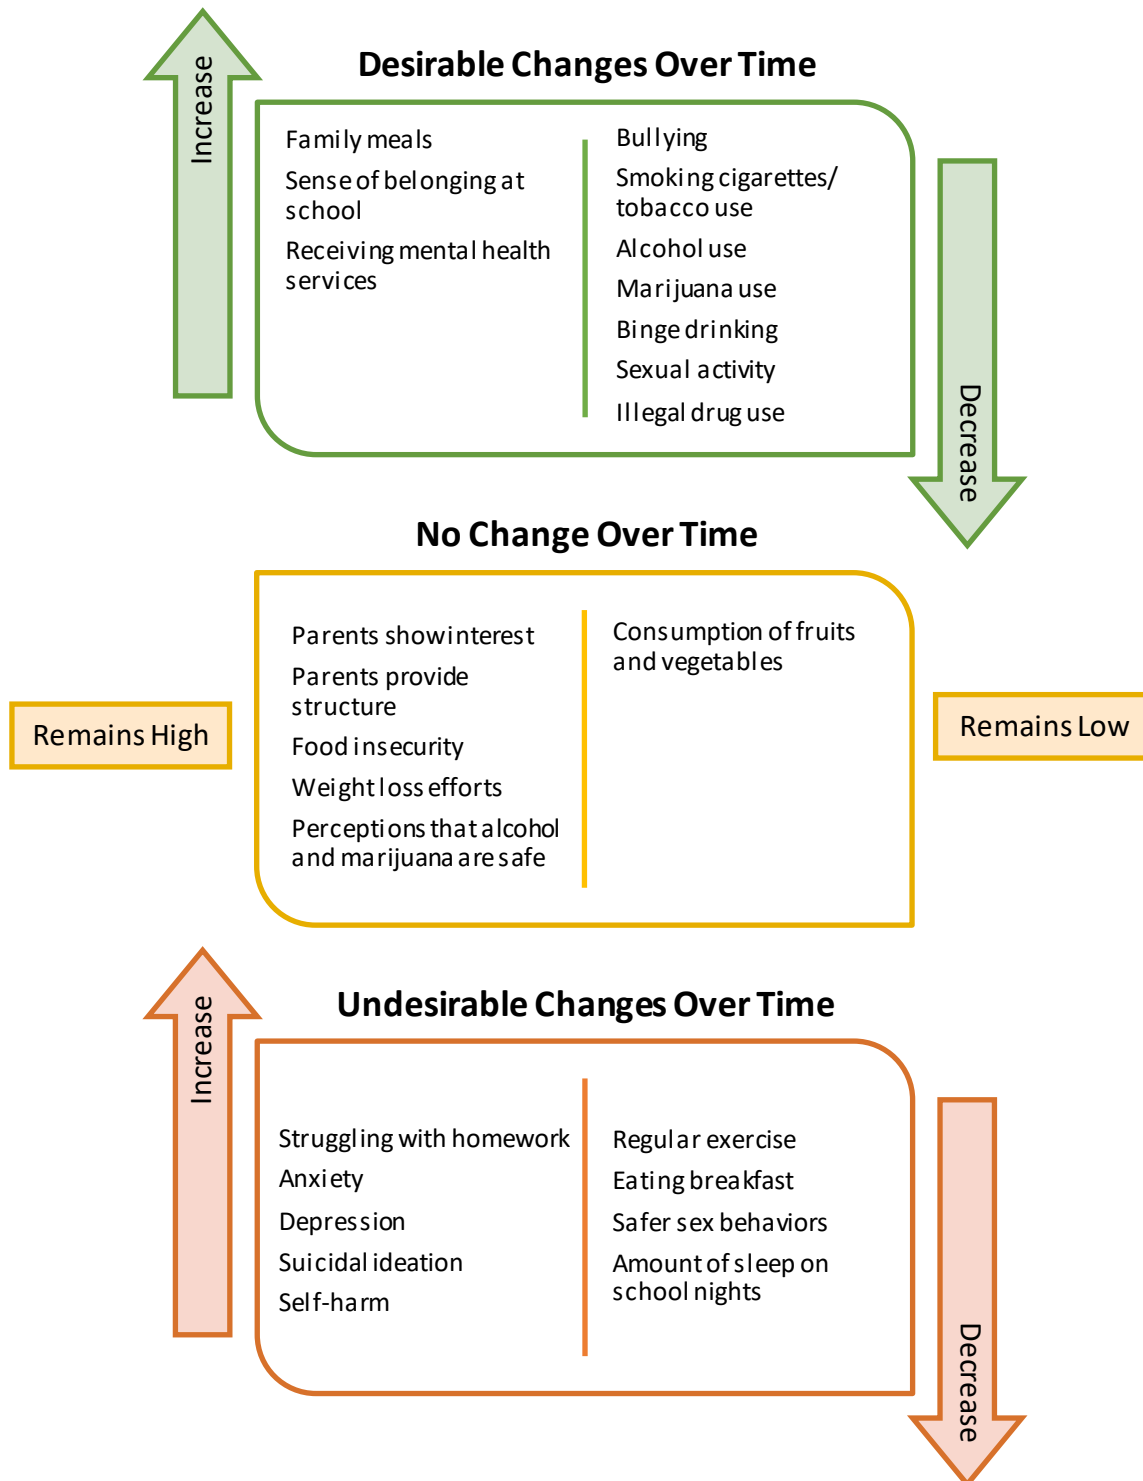 Increase
Desirable Changes Over Time
Family meals
Sense of belonging at
school
Receiving mental health
services
Bullying
Smoking cigarettes/
tobacco use
Alcohol use
Marijuana use
Binge drinking
Sexual activity
Illegal drug use
Decrease
No Change Over Time
Remains High
Parents show interest
Parents provide
structure
Food insecurity
Weight loss efforts
Perceptions that alcohol
and marijuana are safe
Consumption of fruits
and vegetables
Remains Low
Increase
Undesirable Changes Over Time
Struggling with homework
Anxiety
Depression
Suicidal ideation
Self-harm
Regular exercise
Eating breakfast
Safer sex behaviors
Amount of sleep on
school nights
Decrease